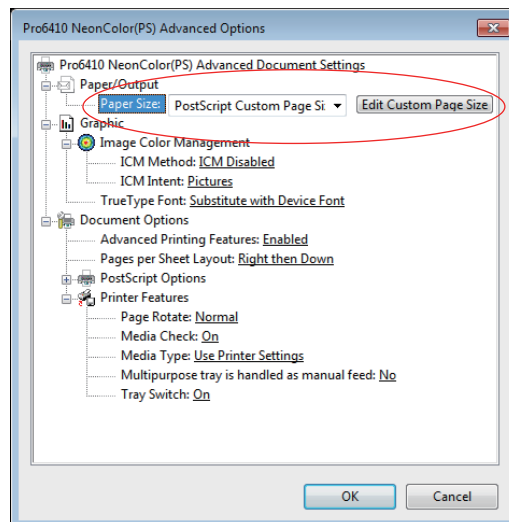 Pro6410 NeonColor(PS) Advanced Options
Pro6410 NeonColor(PS) Advanced Document Settings
Paper/Output
Paper Size: PostScript Custom Page Si Edit Custom Page Size
Graphic
Image Color Management
ICM Method: ICM Disabled
ICM Intent: Pictures
TrueType Font: Substitute with Device Font
Document Options
Advanced Printing Features: Enabled
Pages per Sheet Layout: Right then Down
PostScript Options
Printer Features
Page Rotate: Normal
Media Check: On
Media Type: Use Printer Settings
Multipurpose tray is handled as manual feed: No
Tray Switch: On
OK Cancel